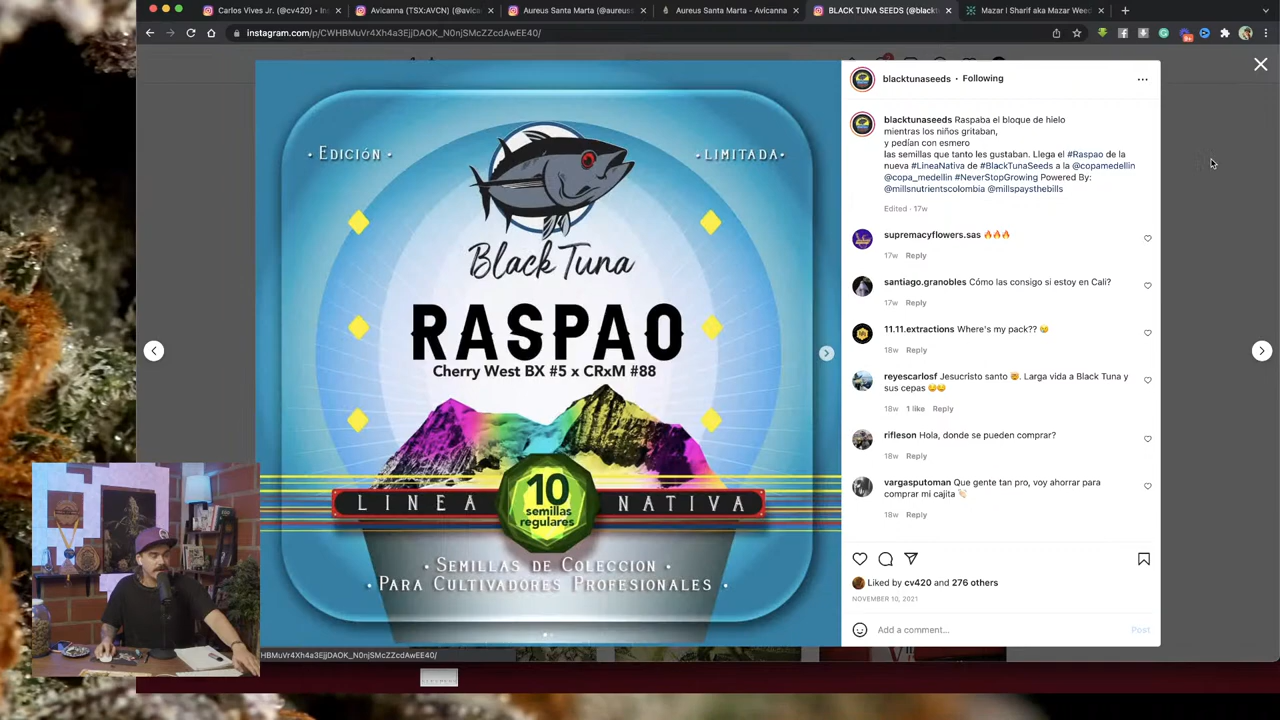 Carlos Vives Jr. (@cv420) • In
Avicanna (TSX:AVCN) (@avica
Aureus Santa Marta (@aureus
Aureus Santa Marta - Avicanna
BLACK TUNA SEEDS (@blackt
Mazar I Sharif aka Mazar Weed
instagram.com/p/CWHBMuVr4Xh4a3EjjDAOK_N0njSMcZZcdAwEE40/
• EDICIÓN •
• LIMITADA •
Black Tuna
RASPAO
Cherry West BX #5 x CRxM #88
LINEA
NATIVA
10
semillas
regulares
• SEMILLAS DE COLECCION •
• PARA CULTIVADORES PROFESIONALES •
blacktunaseeds • Following
blacktunaseeds Raspaba el bloque de hielo
mientras los niños gritaban,
y pedían con esmero
las semillas que tanto les gustaban. Llega el #Raspao de la
nueva #LineaNativa de #BlackTunaSeeds a la @copamedellin
@copa_medellin #NeverStopGrowing Powered By:
@millsnutrientscolombia @millspaysthebills
Edited · 17w
supremacyflowers.sas 🔥🔥🔥
17w Reply
santiago.granobles Cómo las consigo si estoy en Cali?
17w Reply
11.11.extractions Where's my pack??
18w Reply
reyescarlosf Jesucristo santo 🤯. Larga vida a Black Tuna y
sus cepas
18w 1 like Reply
rifleson Hola, donde se pueden comprar?
18w Reply
vargasputoman Que gente tan pro, voy ahorrar para
comprar mi cajita
18w Reply
Liked by cv420 and 276 others
NOVEMBER 10, 2021
Add a comment...
Post
HBMuVr4Xh4a3EjjDAOK_N0njSMcZZcdAwEE40/